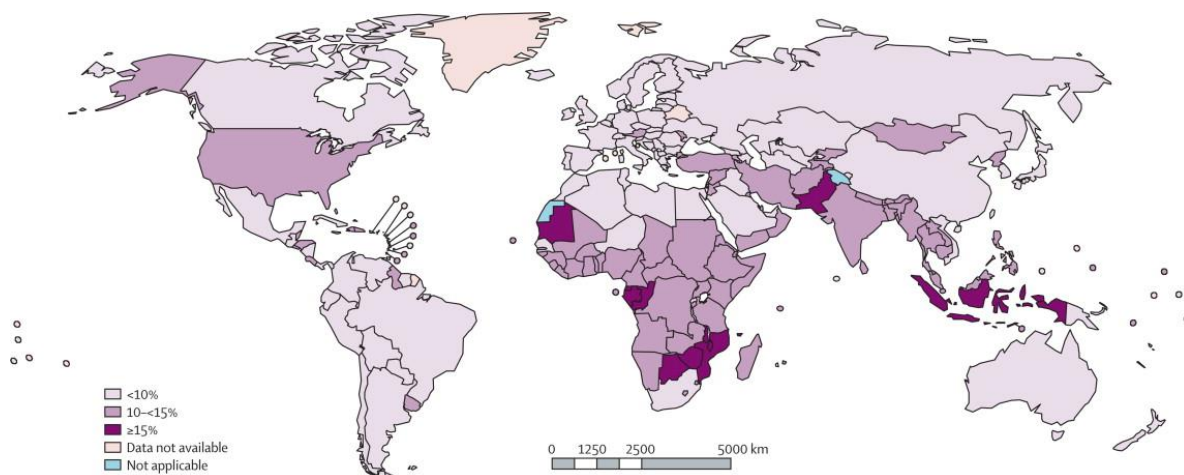 <10%
10–<15%
≥15%
Data not available
Not applicable
0 1250 2500 5000 km